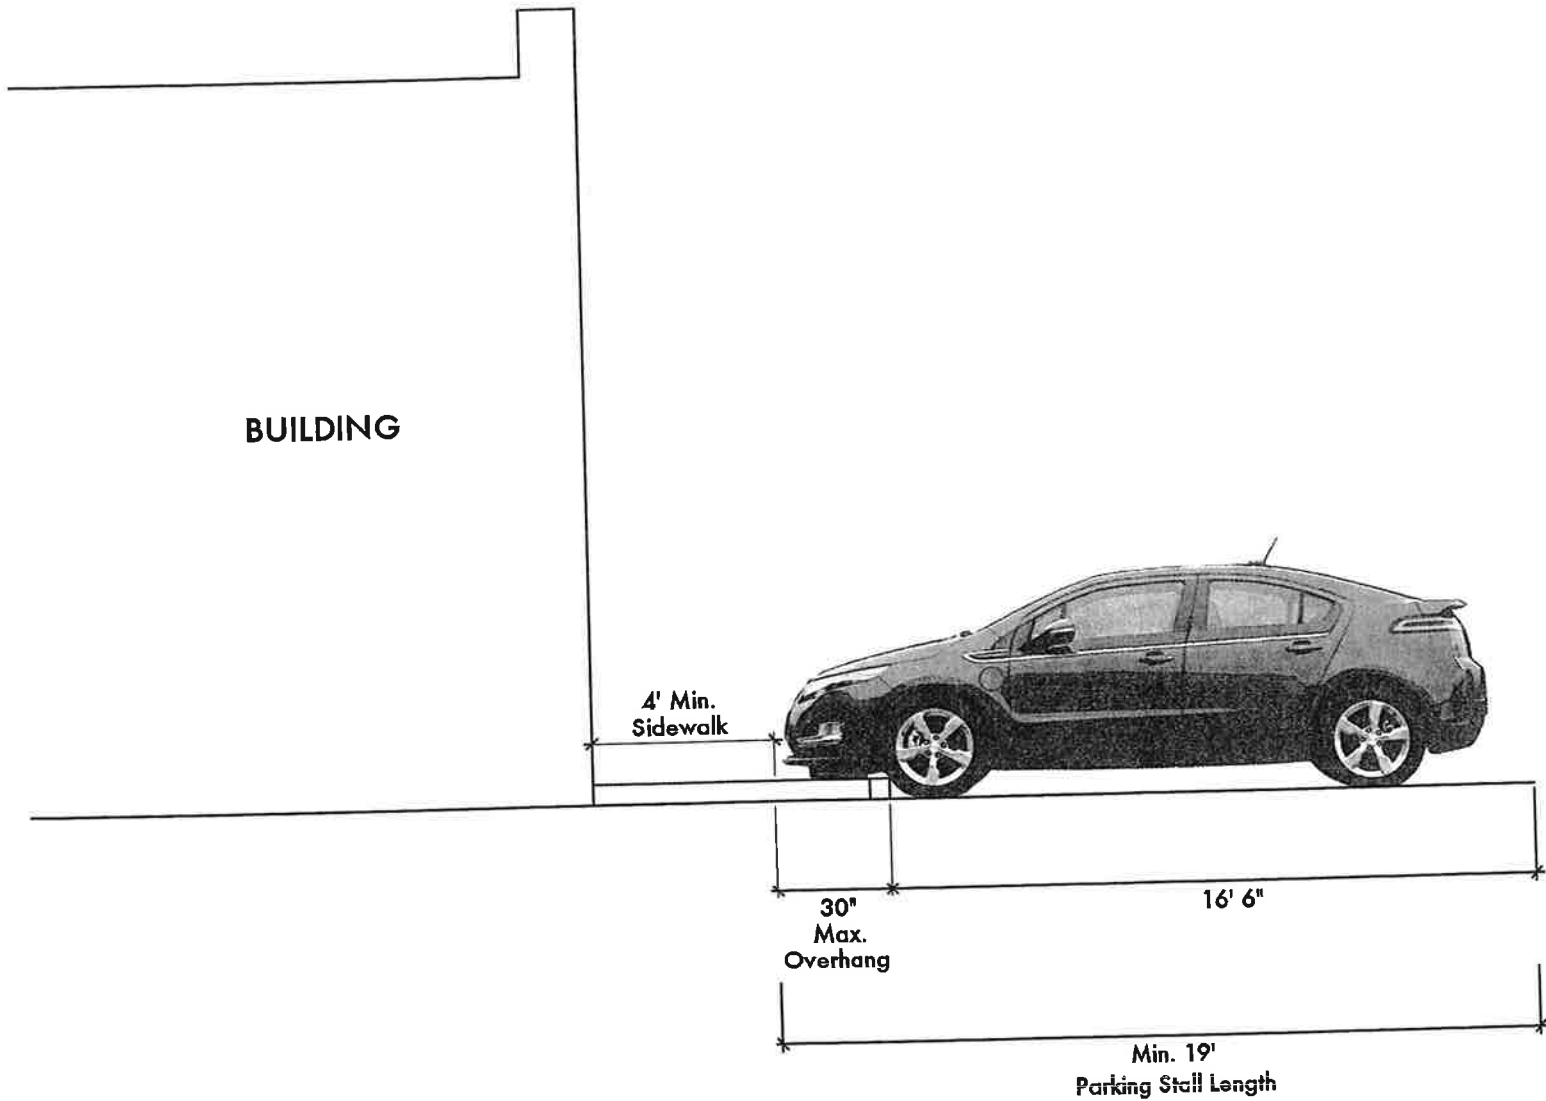 BUILDING
4' Min.
Sidewalk
30"
Max.
Overhang
16' 6"
Min. 19'
Parking Stall Length